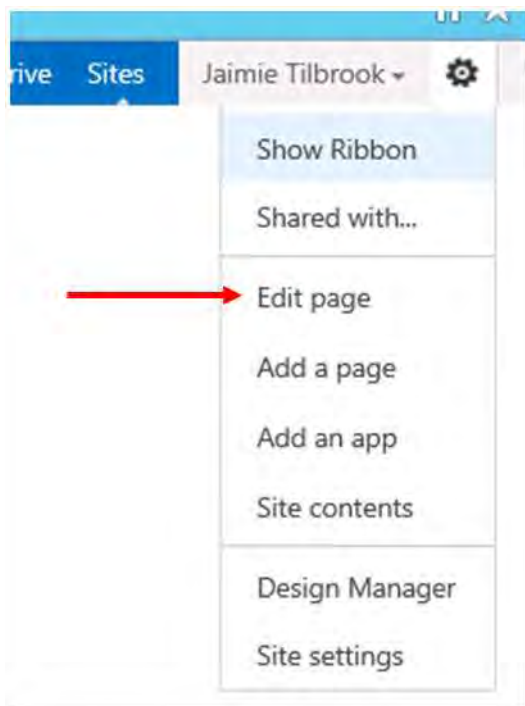 rive Sites Jaimie Tilbrook
Show Ribbon
Shared with...
Edit page
Add a page
Add an app
Site contents
Design Manager
Site settings